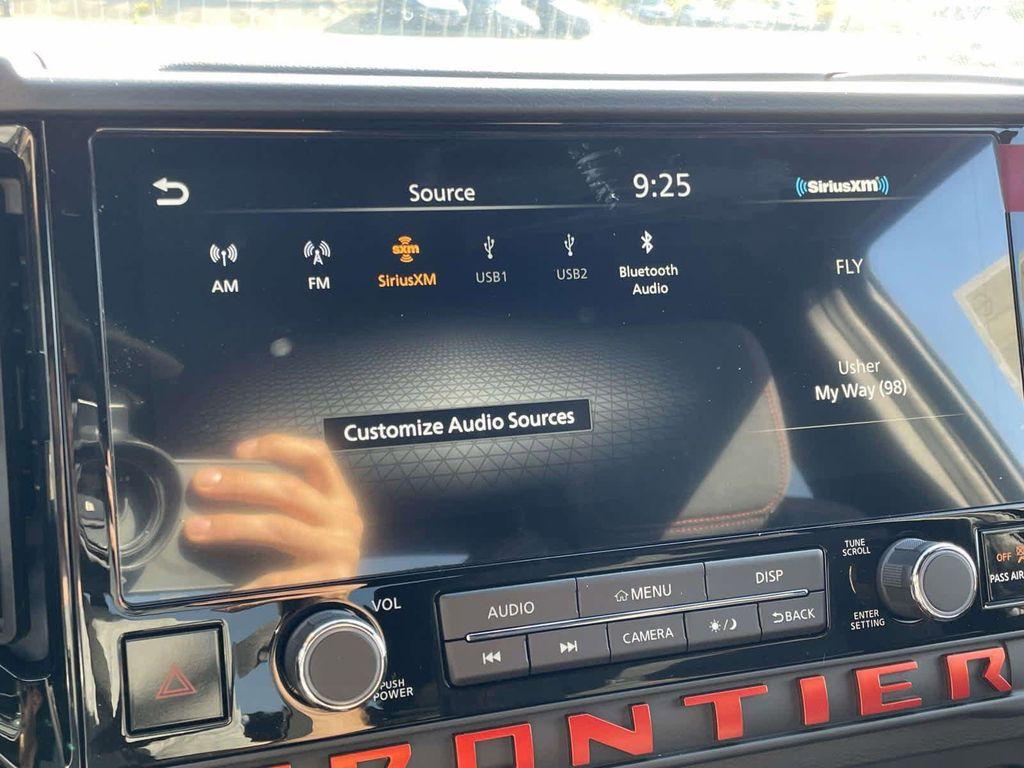 Source
9:25
SiriusXM
AM
FM
sxm
SiriusXM
USB1
USB2
Bluetooth
Audio
FLY
Usher
My Way (98)
Customize Audio Sources
VOL
PUSH
POWER
AUDIO
MENU
DISP
CAMERA
BACK
TUNE
SCROLL
ENTER
SETTING
OFF
PASS AIR
FRONTIER